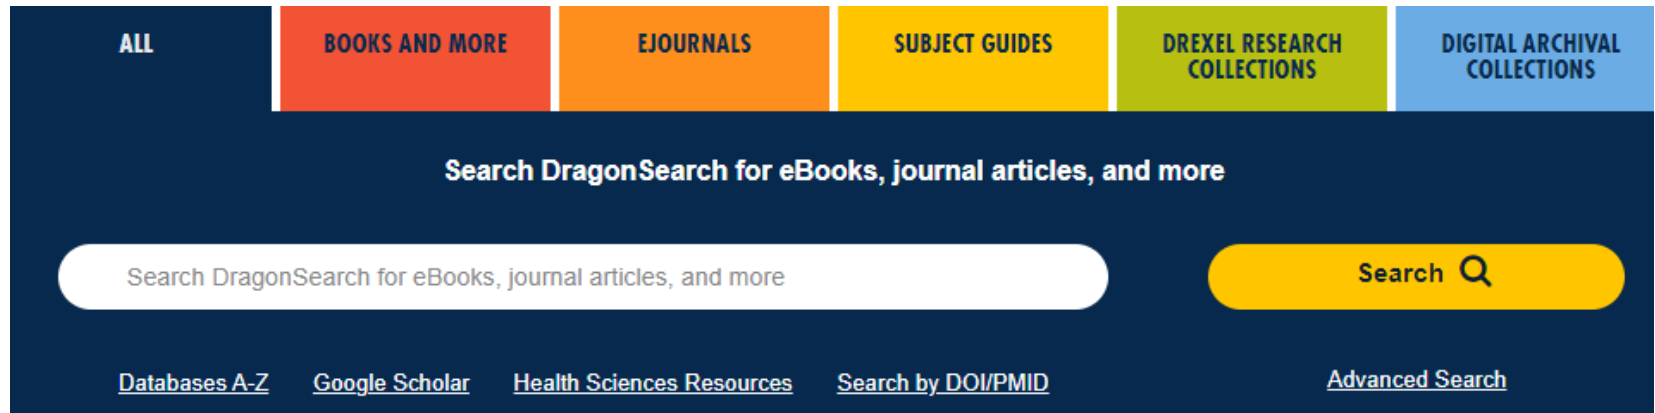 ALL
BOOKS AND MORE
EJOURNALS
SUBJECT GUIDES
DREXEL RESEARCH
COLLECTIONS
DIGITAL ARCHIVAL
COLLECTIONS
Search DragonSearch for eBooks, journal articles, and more
Search DragonSearch for eBooks, journal articles, and more
Search
Databases A-Z
Google Scholar
Health Sciences Resources
Search by DOI/PMID
Advanced Search